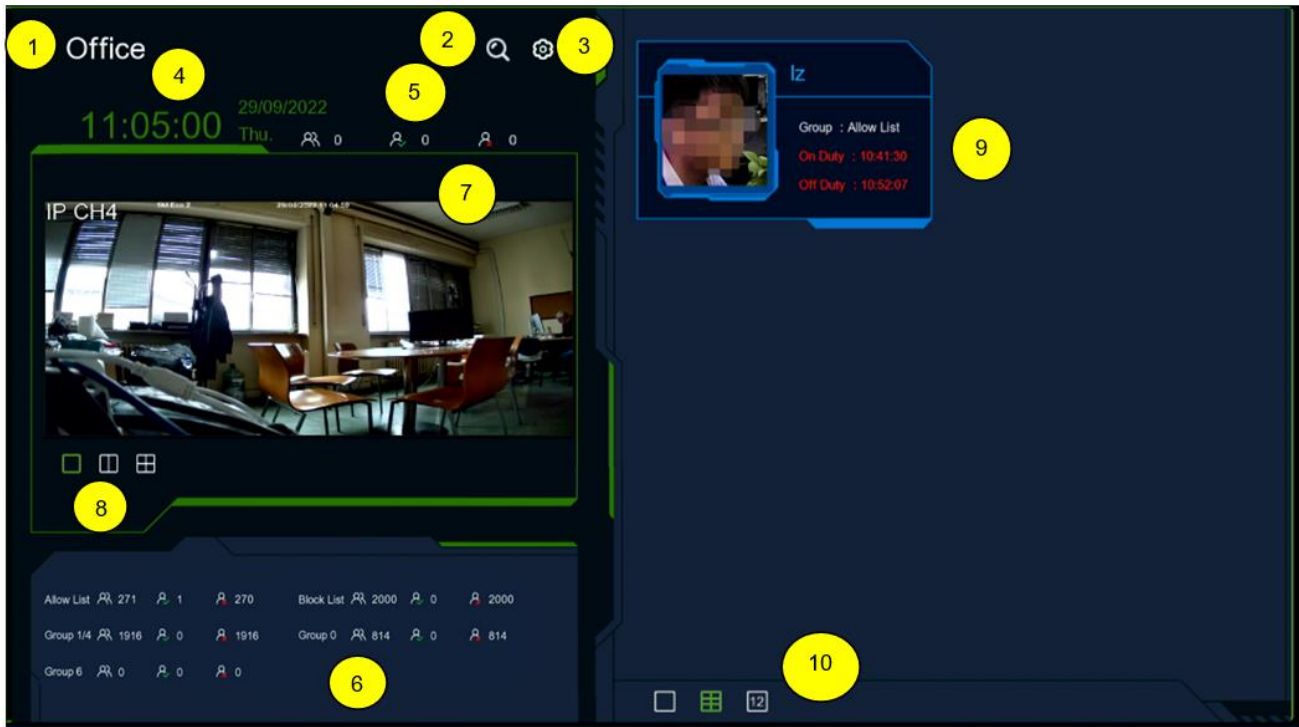 1 Office 2 3
4
5
29/09/2022
11:05:00 Thu. 0 0 0
7
IP CH4
8
Allow List 271 1 270 Block List 2000 0 2000
Group 1/4 1916 0 1916 Group 0 814 0 814
Group 6 0 0 0
6
lz
Group : Allow List
On Duty : 10:41:30
Off Duty : 10:52:07
9
10
12